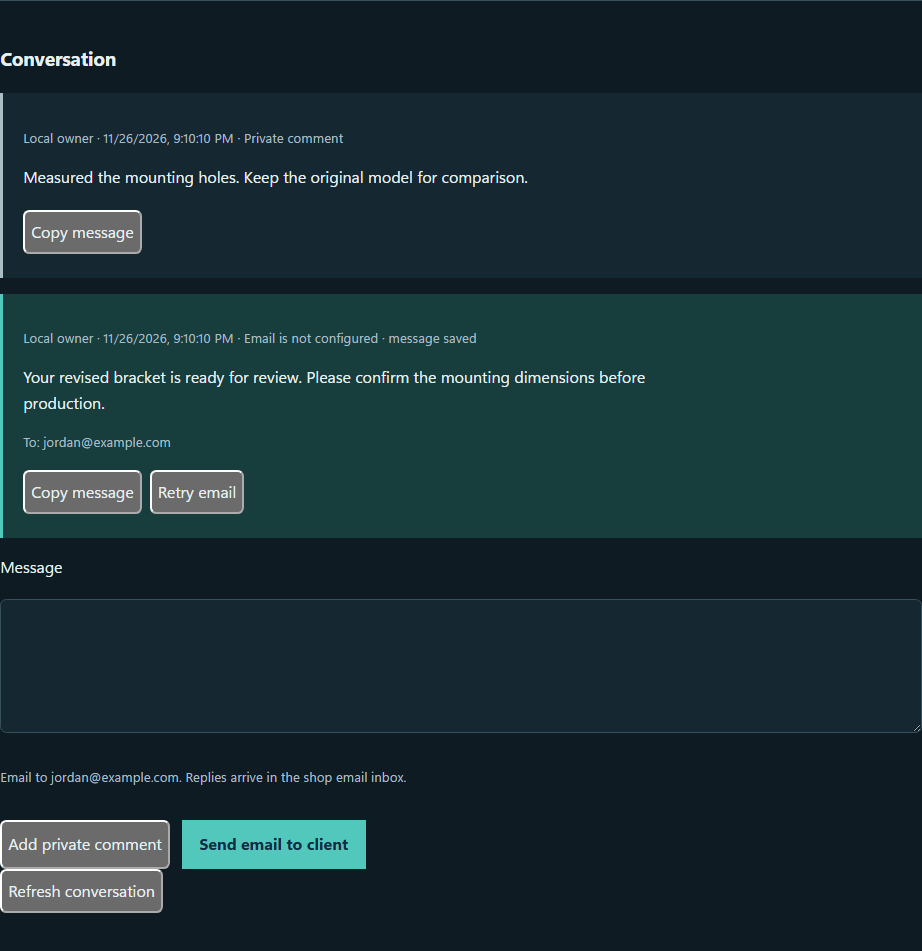 Conversation
Local owner · 11/26/2026, 9:10:10 PM · Private comment
Measured the mounting holes. Keep the original model for comparison.
Copy message
Local owner · 11/26/2026, 9:10:10 PM · Email is not configured · message saved
Your revised bracket is ready for review. Please confirm the mounting dimensions before
production.
To: jordan@example.com
Copy message Retry email
Message
Email to jordan@example.com. Replies arrive in the shop email inbox.
Add private comment Send email to client
Refresh conversation